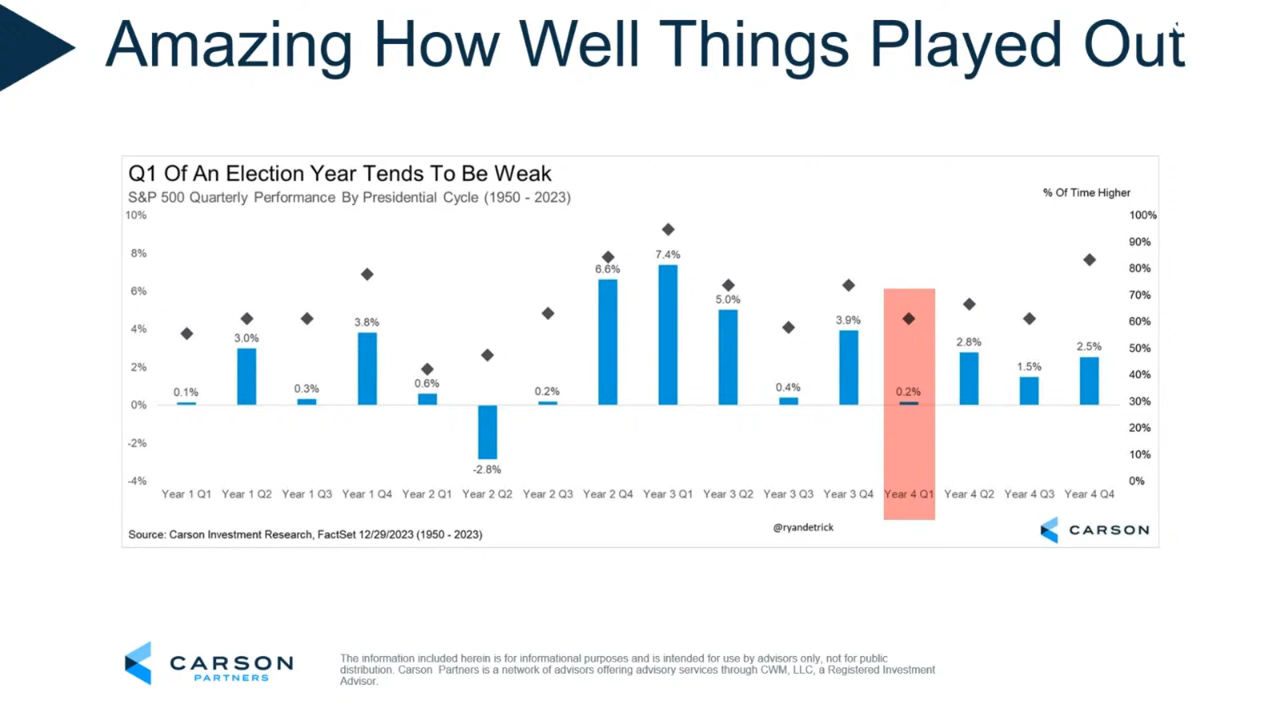 Amazing How Well Things Played Out
Q1 Of An Election Year Tends To Be Weak
S&P 500 Quarterly Performance By Presidential Cycle (1950 - 2023)
% Of Time Higher
10%
8%
6%
4%
2%
0%
-2%
-4%
0.1%
3.0%
0.3%
3.8%
0.6%
-2.8%
0.2%
6.6%
7.4%
5.0%
0.4%
3.9%
0.2%
2.8%
1.5%
2.5%
100%
90%
80%
70%
60%
50%
40%
30%
20%
10%
0%
Year 1 Q1 Year 1 Q2 Year 1 Q3 Year 1 Q4 Year 2 Q1 Year 2 Q2 Year 2 Q3 Year 2 Q4 Year 3 Q1 Year 3 Q2 Year 3 Q3 Year 3 Q4 Year 4 Q1 Year 4 Q2 Year 4 Q3 Year 4 Q4
Source: Carson Investment Research, FactSet 12/29/2023 (1950 - 2023)
@ryandetrick
CARSON
CARSON
PARTNERS
The information included herein is for informational purposes and is intended for use by advisors only, not for public
distribution. Carson Partners is a network of advisors offering advisory services through CWM, LLC, a Registered Investment
Advisor.